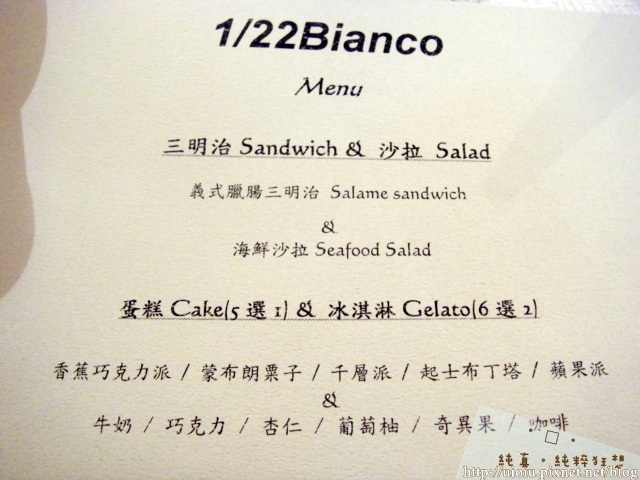 1/22Bianco
Menu
三明治 Sandwich & 沙拉 Salad
義式臘腸三明治 Salame sandwich
&
海鮮沙拉 Seafood Salad
蛋糕 Cake(5 選 1) & 冰淇淋 Gelato(6 選 2)
香蕉巧克力派 / 蒙布朗粟子 / 千層派 / 起士布丁塔 / 蘋果派
&
牛奶 / 巧克力 / 杏仁 / 葡萄柚 / 奇異果 / 咖啡
純真。純粹狂想
http://uioiu.pixnet.net/blog